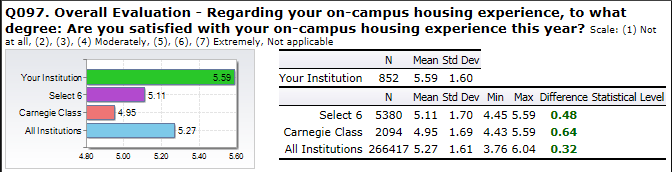 Q097. Overall Evaluation - Regarding your on-campus housing experience, to what
degree: Are you satisfied with your on-campus housing experience this year? Scale: (1) Not
at all, (2), (3), (4) Moderately, (5), (6), (7) Extremely, Not applicable
Your Institution 5.59
Select 6 5.11
Carnegie Class 4.95
All Institutions 5.27
4.80 5.00 5.20 5.40 5.60
N Mean Std Dev
Your Institution 852 5.59 1.60
N Mean Std Dev Min Max Difference Statistical Level
Select 6 5380 5.11 1.70 4.45 5.59 0.48
Carnegie Class 2094 4.95 1.69 4.43 5.59 0.64
All Institutions 266417 5.27 1.61 3.76 6.04 0.32